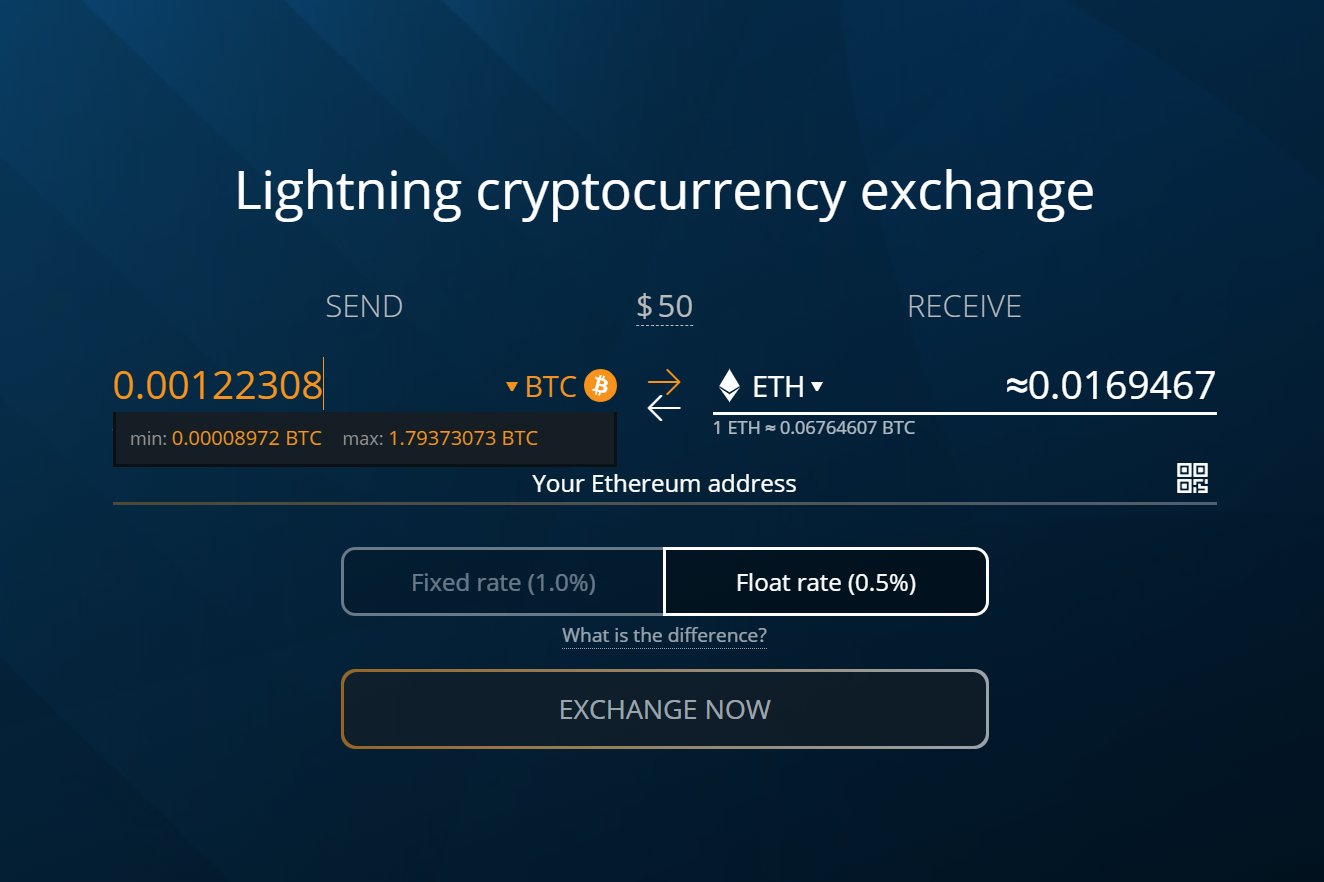 Lightning cryptocurrency exchange
SEND
$ 50
RECEIVE
0.00122308
BTC
ETH
≈0.0169467
min: 0.00008972 BTC max: 1.79373073 BTC
1 ETH ≈ 0.06764607 BTC
Your Ethereum address
Fixed rate (1.0%)
Float rate (0.5%)
What is the difference?
EXCHANGE NOW